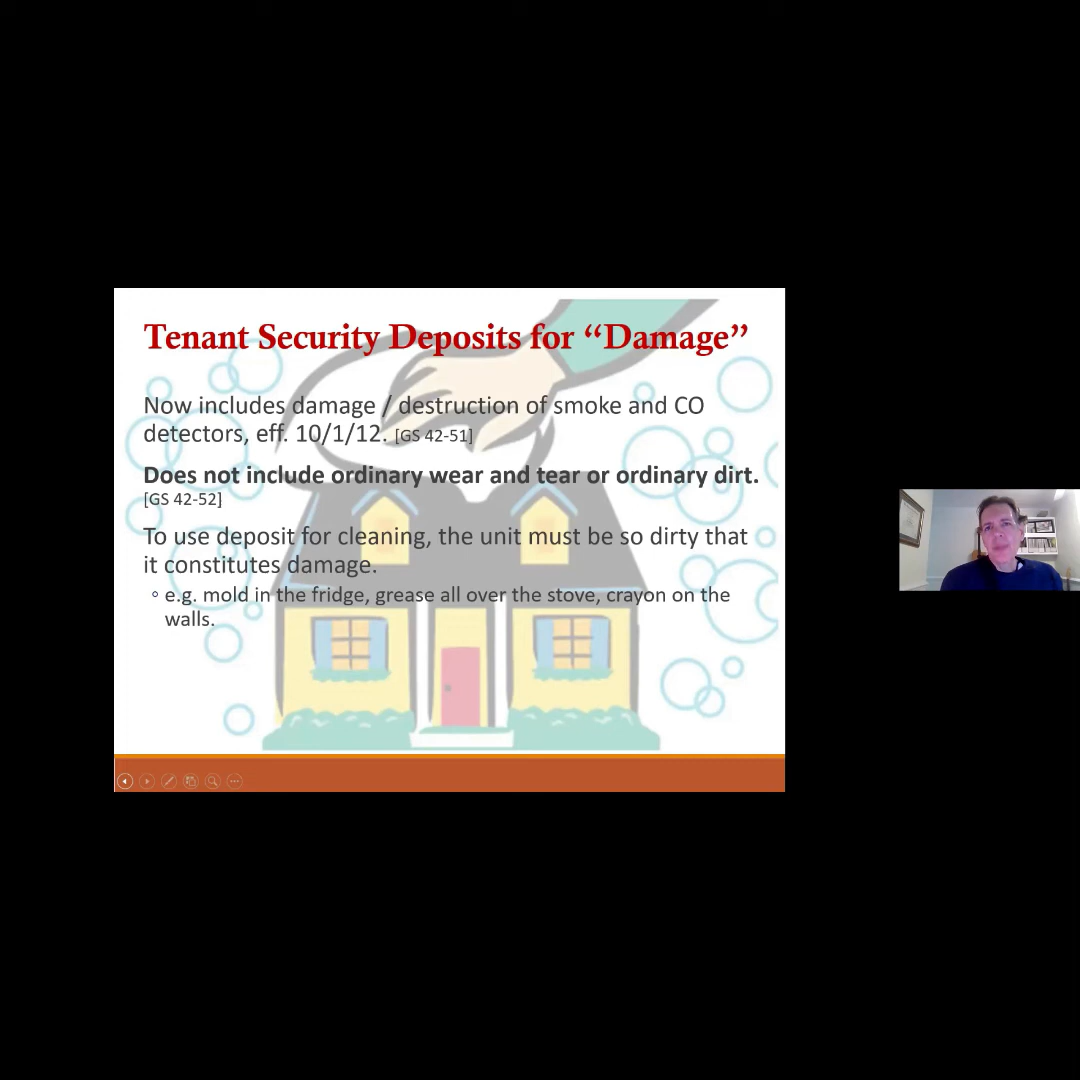 Tenant Security Deposits for “Damage”
Now includes damage / destruction of smoke and CO
detectors, eff. 10/1/12. [GS 42-51]
Does not include ordinary wear and tear or ordinary dirt.
[GS 42-52]
To use deposit for cleaning, the unit must be so dirty that
it constitutes damage.
◦ e.g. mold in the fridge, grease all over the stove, crayon on the
walls.